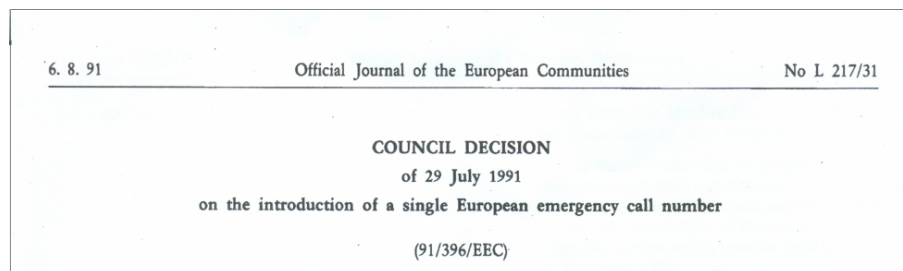 6. 8. 91 Official Journal of the European Communities No L 217/31
COUNCIL DECISION
of 29 July 1991
on the introduction of a single European emergency call number
(91/396/EEC)